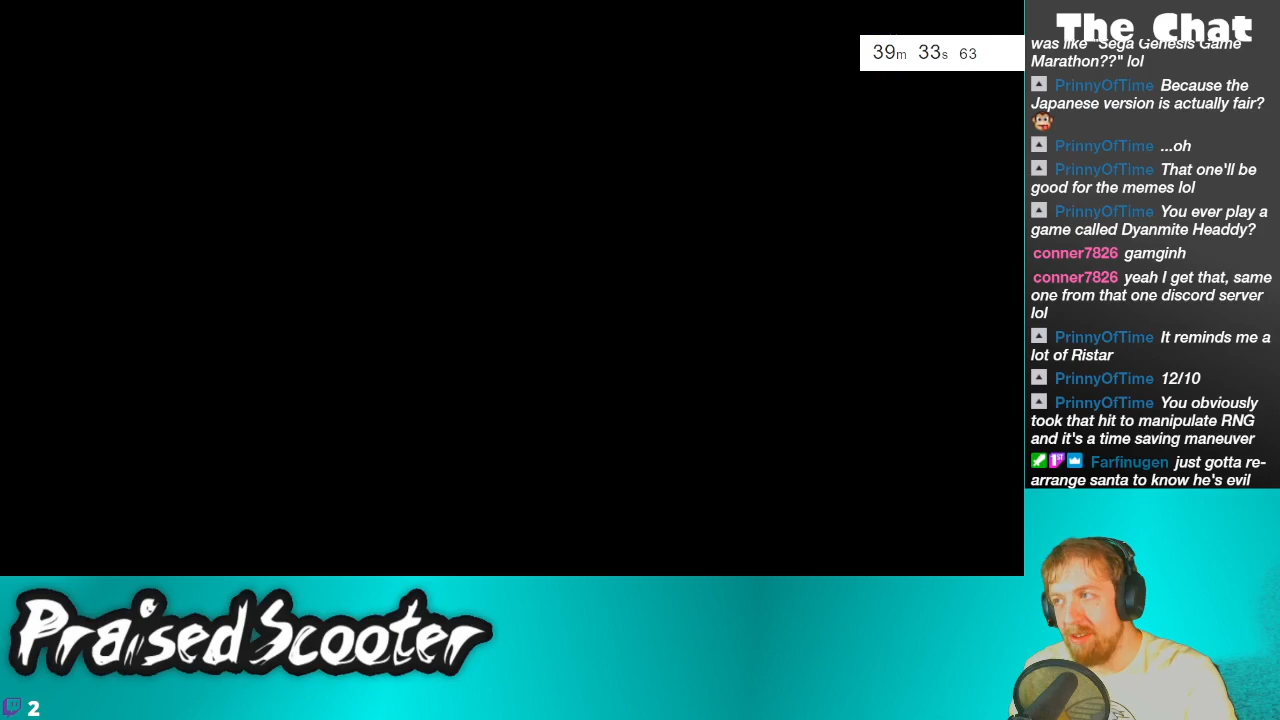 39m 33s 63
The Chat
was like "Sega Genesis Game
Marathon??" lol
PrinnyOfTime Because the
Japanese version is actually fair?
PrinnyOfTime ...oh
PrinnyOfTime That one'll be
good for the memes lol
PrinnyOfTime You ever play a
game called Dyanmite Headdy?
conner7826 gamginh
conner7826 yeah I get that, same
one from that one discord server
lol
PrinnyOfTime It reminds me a
lot of Ristar
PrinnyOfTime 12/10
PrinnyOfTime You obviously
took that hit to manipulate RNG
and it's a time saving maneuver
1ST Farfinugen just gotta re-
arrange santa to know he's evil
PraisedScooter
2